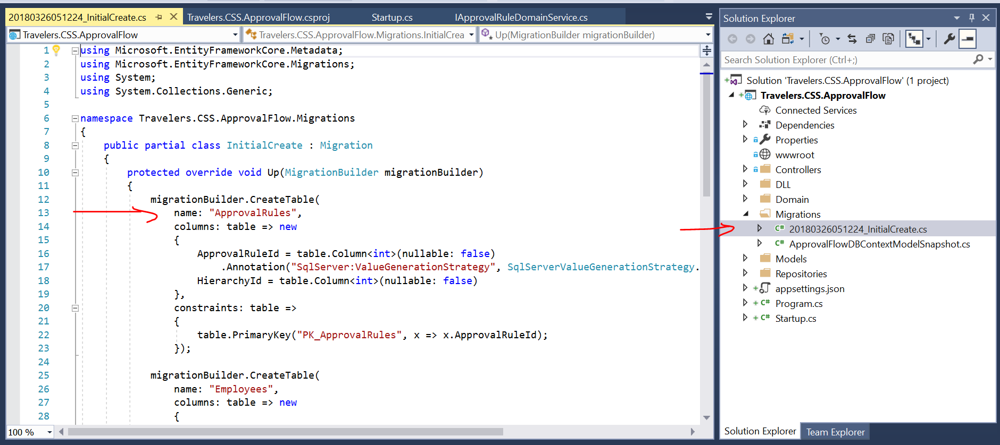 20180326051224_InitialCreate.cs
Travelers.CSS.ApprovalFlow.csproj
Startup.cs
IApprovalRuleDomainService.cs
Travelers.CSS.ApprovalFlow
Travelers.CSS.ApprovalFlow.Migrations.InitialCrea
Up(MigrationBuilder migrationBuilder)
1 using Microsoft.EntityFrameworkCore.Metadata;
2 using Microsoft.EntityFrameworkCore.Migrations;
3 using System;
4 using System.Collections.Generic;
5
6 namespace Travelers.CSS.ApprovalFlow.Migrations
7 {
8 public partial class InitialCreate : Migration
9 {
10 protected override void Up(MigrationBuilder migrationBuilder)
11 {
12 migrationBuilder.CreateTable(
13 name: "ApprovalRules",
14 columns: table => new
15 {
16 ApprovalRuleId = table.Column<int>(nullable: false)
17 .Annotation("SqlServer:ValueGenerationStrategy", SqlServerValueGenerationStrategy.
18 HierarchyId = table.Column<int>(nullable: false)
19 },
20 constraints: table =>
21 {
22 table.PrimaryKey("PK_ApprovalRules", x => x.ApprovalRuleId);
23 });
24
25 migrationBuilder.CreateTable(
26 name: "Employees",
27 columns: table => new
28 {
100 %
Solution Explorer
Search Solution Explorer (Ctrl+;)
Solution 'Travelers.CSS.ApprovalFlow' (1 project)
Travelers.CSS.ApprovalFlow
Connected Services
Dependencies
Properties
wwwroot
Controllers
DLL
Domain
Migrations
C# 20180326051224_InitialCreate.cs
C# ApprovalFlowDBContextModelSnapshot.cs
Models
Repositories
appsettings.json
C# Program.cs
C# Startup.cs
Solution Explorer
Team Explorer